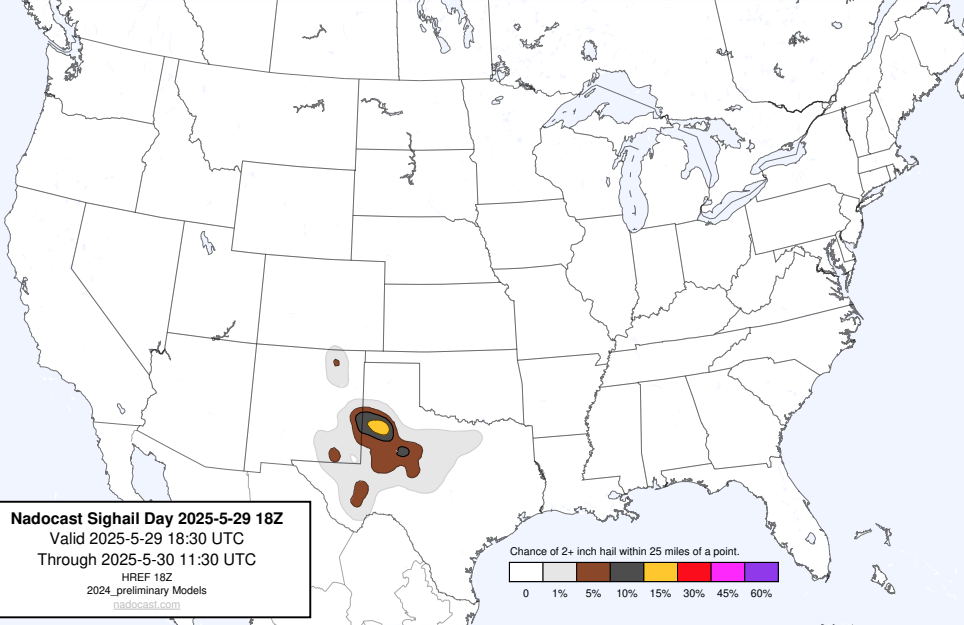 Nadocast Sighail Day 2025-5-29 18Z
Valid 2025-5-29 18:30 UTC
Through 2025-5-30 11:30 UTC
HREF 18Z
2024_preliminary Models
nadocast.com
Chance of 2+ inch hail within 25 miles of a point.
0 1% 5% 10% 15% 30% 45% 60%